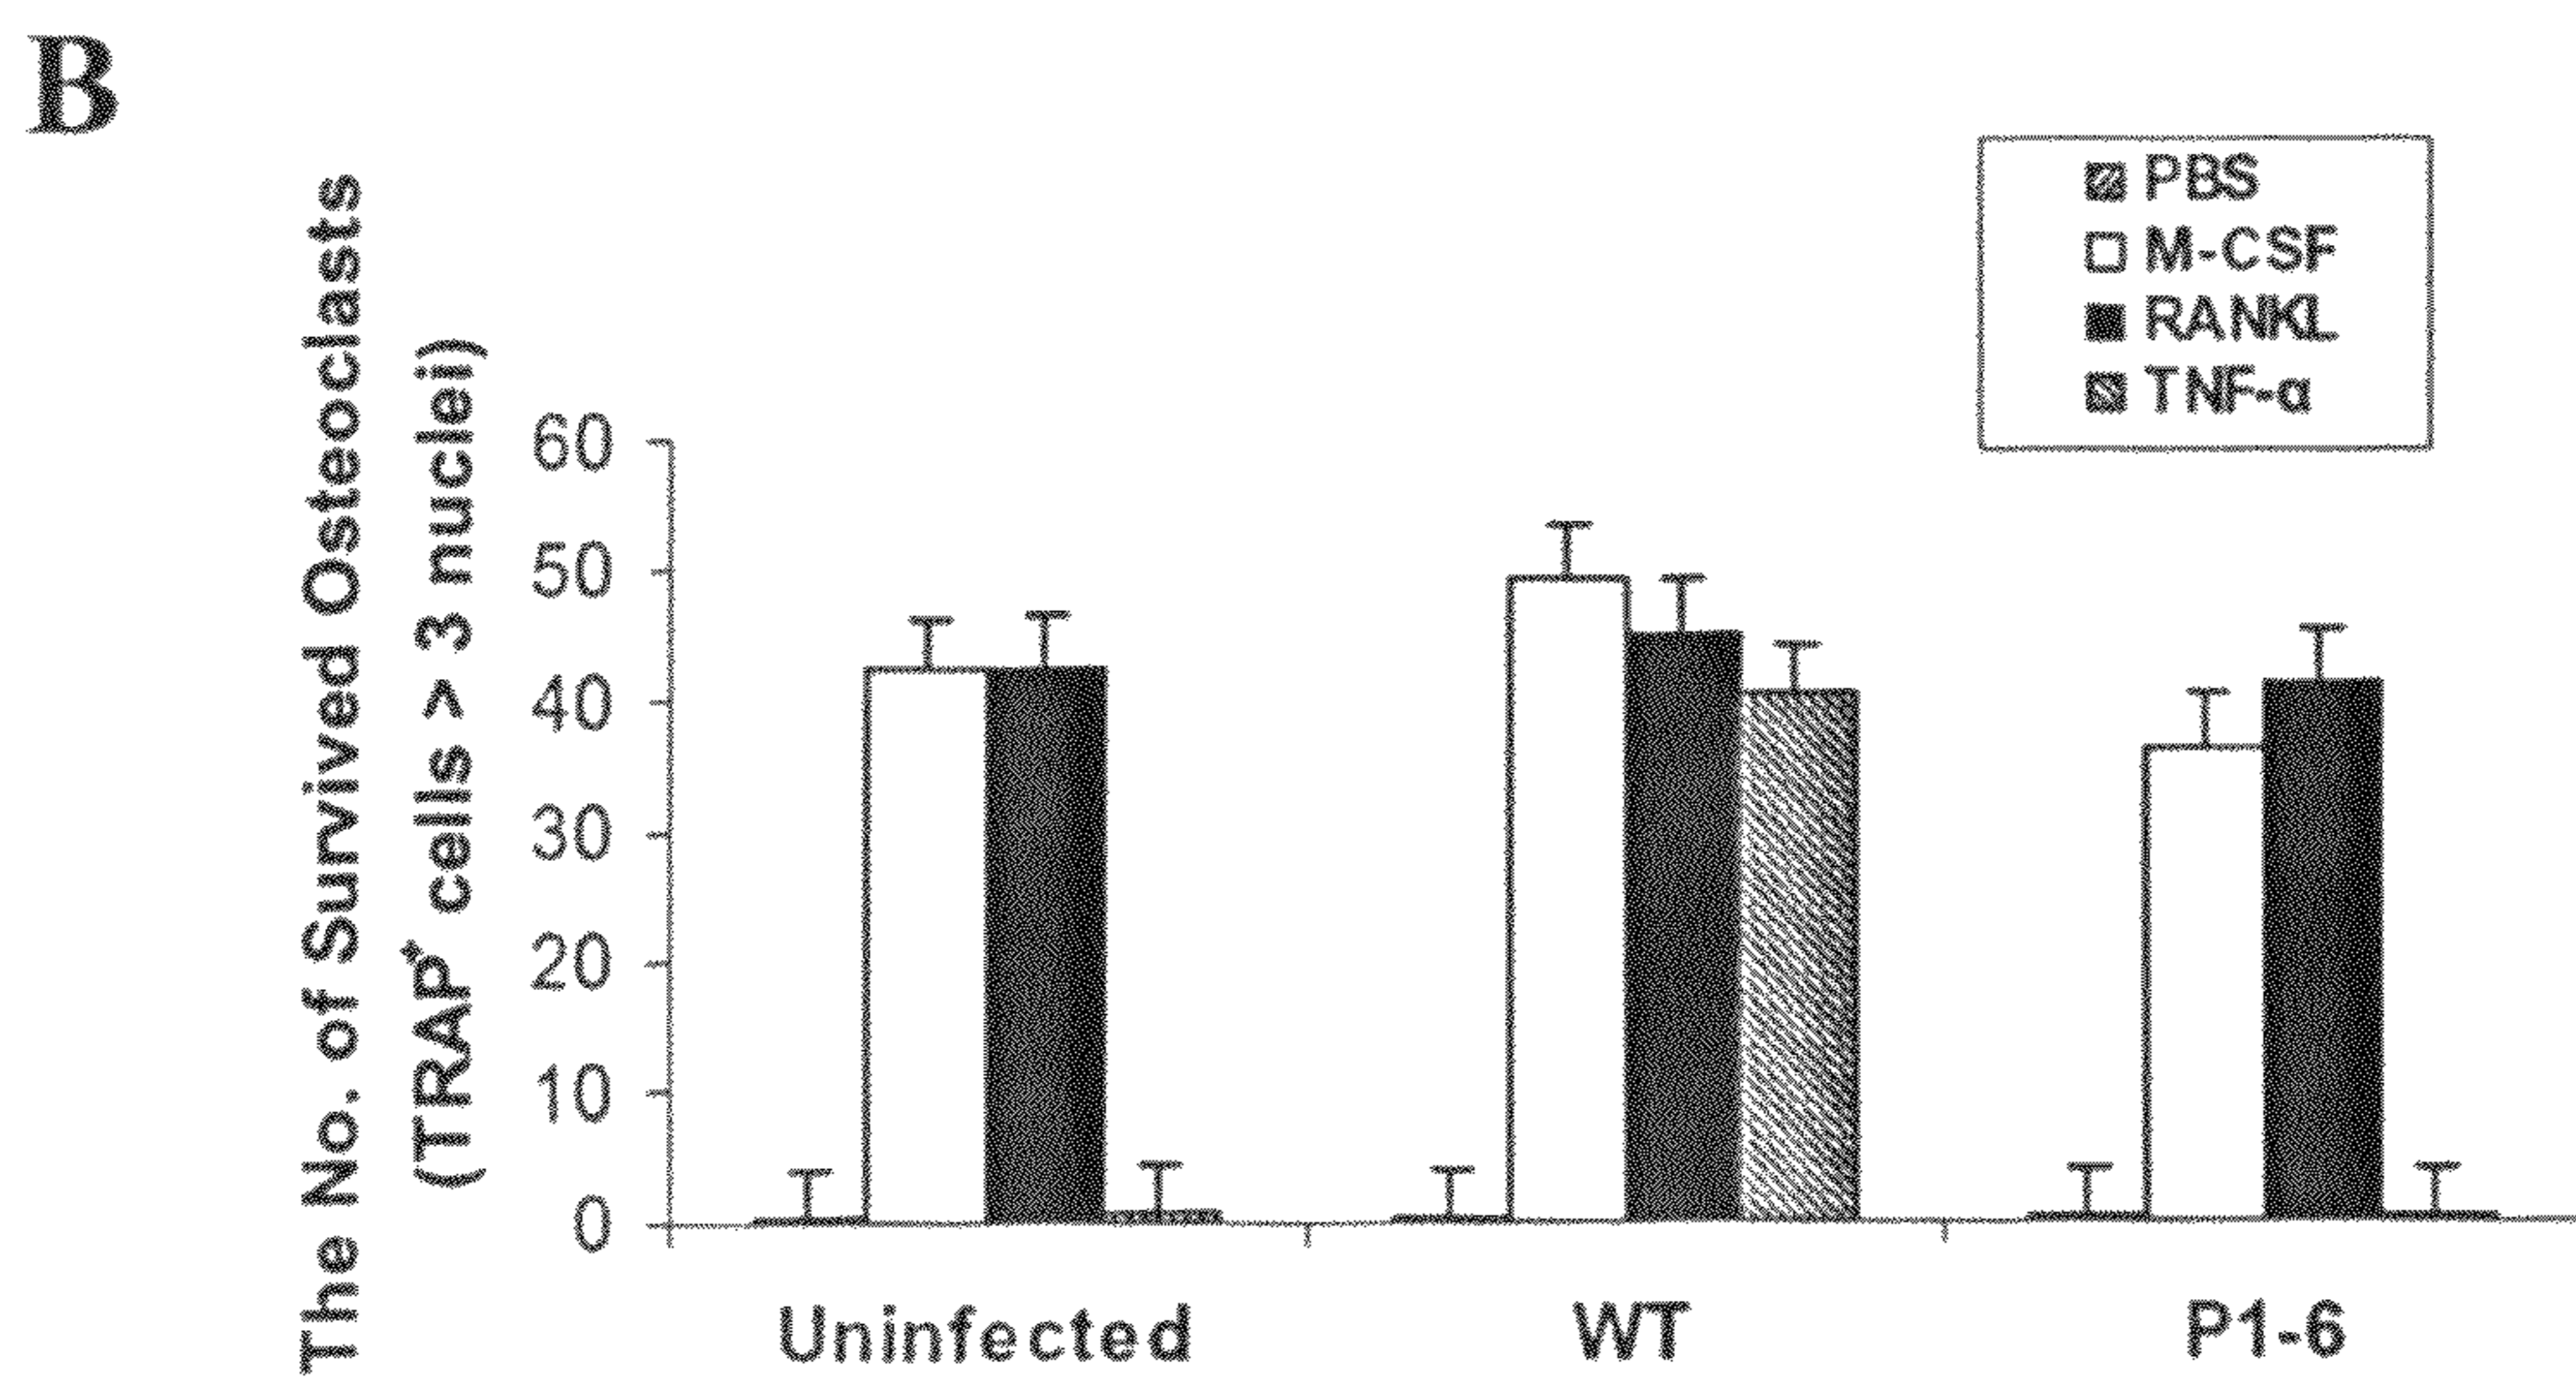 B
PBS
M-CSF
RANKL
TNF-α
The No. of Survived Osteoclasts
(TRAP⁺ cells > 3 nuclei)
60
50
40
30
20
10
0
Uninfected
WT
P1-6